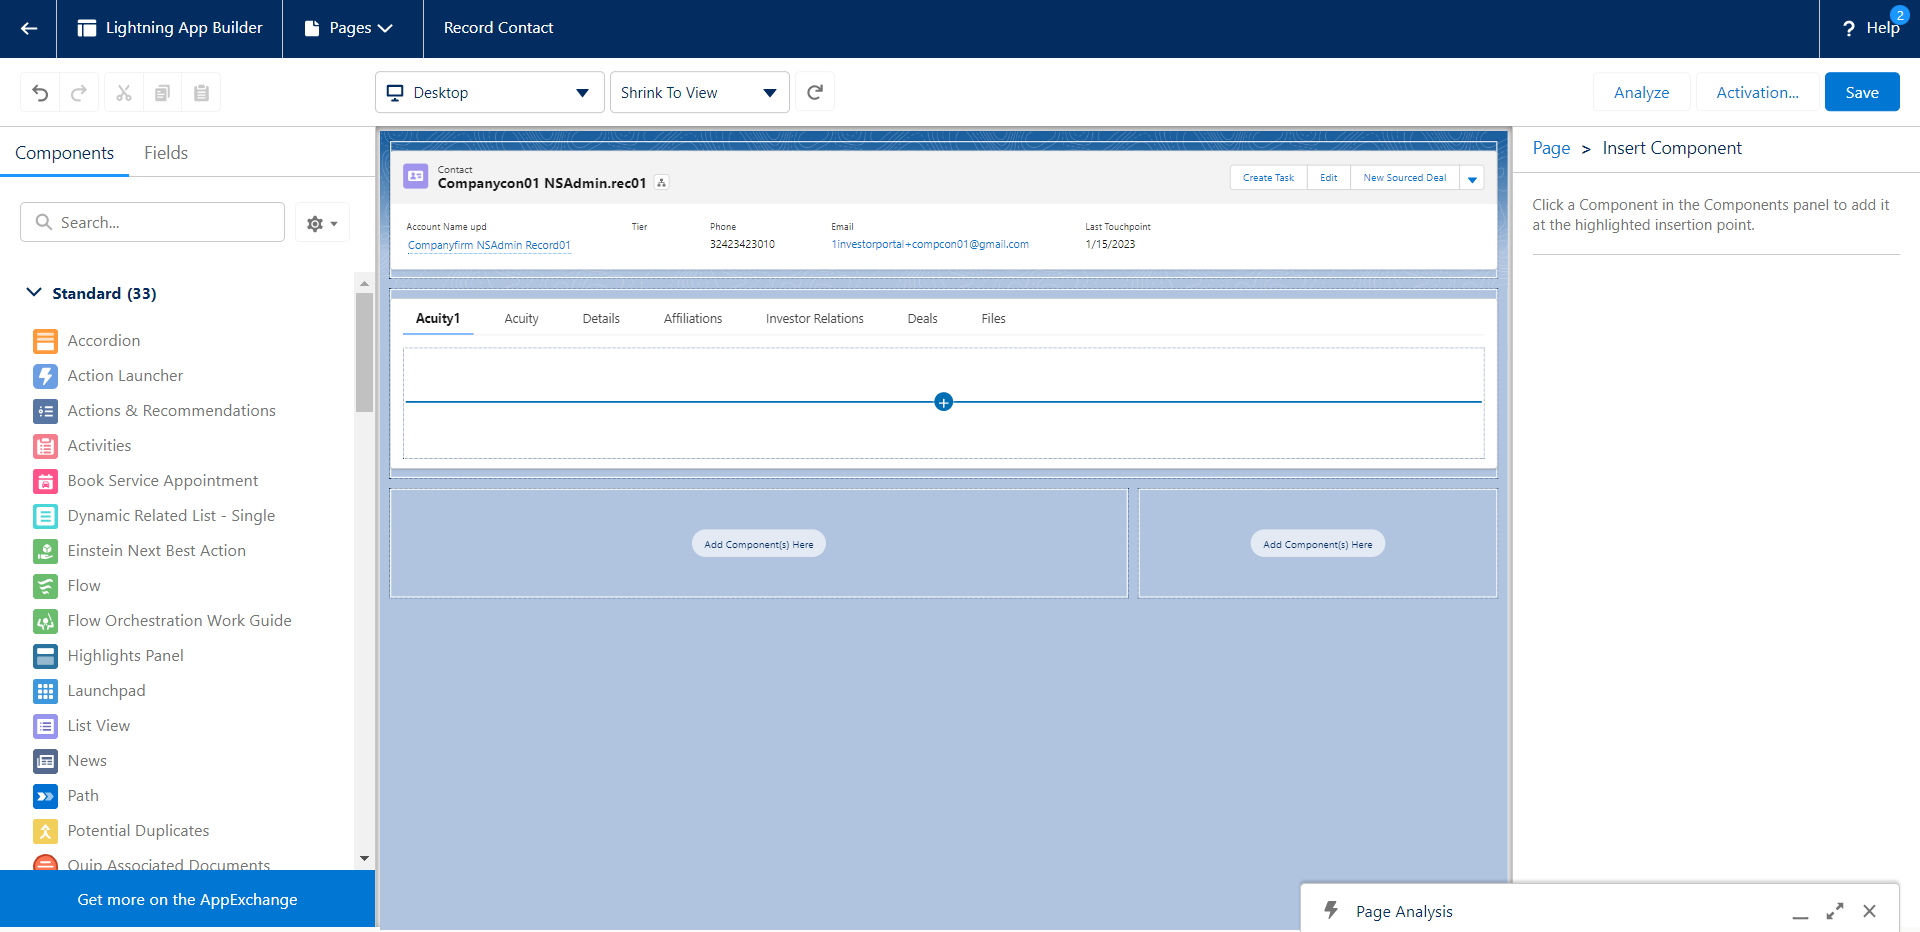 Lightning App Builder
Pages
Record Contact
? Help
2
Desktop
Shrink To View
Analyze
Activation...
Save
Components
Fields
Search...
Standard (33)
Accordion
Action Launcher
Actions & Recommendations
Activities
Book Service Appointment
Dynamic Related List - Single
Einstein Next Best Action
Flow
Flow Orchestration Work Guide
Highlights Panel
Launchpad
List View
News
Path
Potential Duplicates
Quip Associated Documents
Get more on the AppExchange
Contact
Companycon01 NSAdmin.rec01
Create Task
Edit
New Sourced Deal
Account Name upd
Companyfirm NSAdmin Record01
Tier
Phone
32423423010
Email
1investorportal+compcon01@gmail.com
Last Touchpoint
1/15/2023
Acuity1
Acuity
Details
Affiliations
Investor Relations
Deals
Files
Add Component(s) Here
Add Component(s) Here
Page > Insert Component
Click a Component in the Components panel to add it
at the highlighted insertion point.
Page Analysis